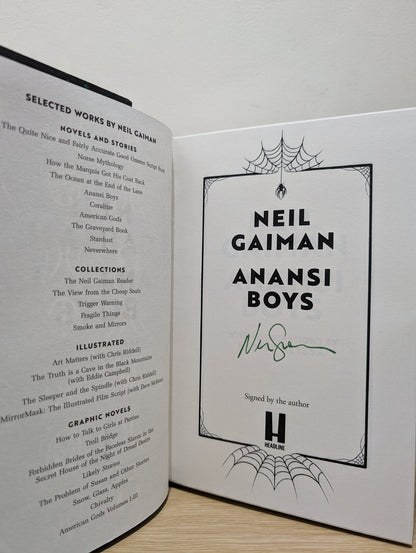 SELECTED WORKS BY NEIL GAIMAN
NOVELS AND STORIES
The Quite Nice and Fairly Accurate Good Omens Script Book
Norse Mythology
How the Marquis Got His Coat Back
The Ocean at the End of the Lane
Anansi Boys
Coraline
American Gods
The Graveyard Book
Stardust
Neverwhere
COLLECTIONS
The Neil Gaiman Reader
The View from the Cheap Seats
Trigger Warning
Fragile Things
Smoke and Mirrors
ILLUSTRATED
Art Matters (with Chris Riddell)
The Truth is a Cave in the Black Mountains
(with Eddie Campbell)
The Sleeper and the Spindle (with Chris Riddell)
MirrorMask: The Illustrated Film Script (with Dave McKean)
GRAPHIC NOVELS
How to Talk to Girls at Parties
Troll Bridge
Forbidden Brides of the Faceless Slaves in the
Secret House of the Night of Dread Desire
Likely Stories
The Problem of Susan and Other Stories
Snow, Glass, Apples
Chivalry
American Gods Volumes I-III
NEIL
GAIMAN
ANANSI
BOYS
Signed by the author
H
HEADLINE